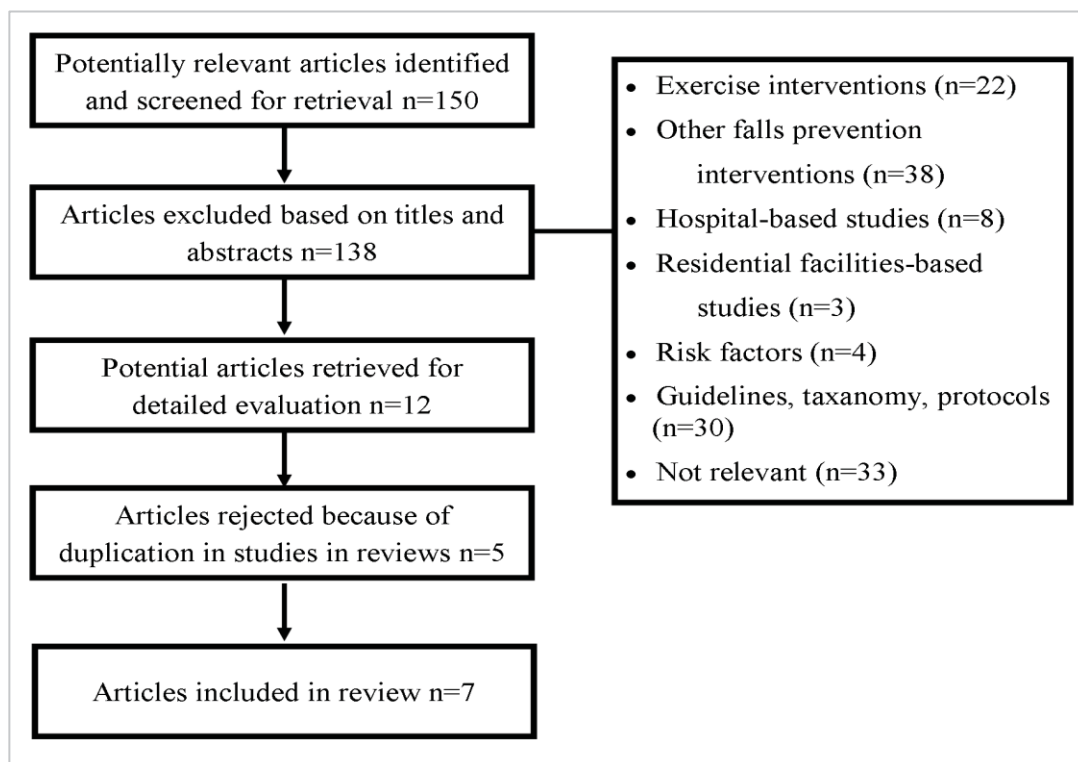 Potentially relevant articles identified
and screened for retrieval n=150
Articles excluded based on titles and
abstracts n=138
Potential articles retrieved for
detailed evaluation n=12
Articles rejected because of
duplication in studies in reviews n=5
Articles included in review n=7
• Exercise interventions (n=22)
• Other falls prevention
interventions (n=38)
• Hospital-based studies (n=8)
• Residential facilities-based
studies (n=3)
• Risk factors (n=4)
• Guidelines, taxanomy, protocols
(n=30)
• Not relevant (n=33)